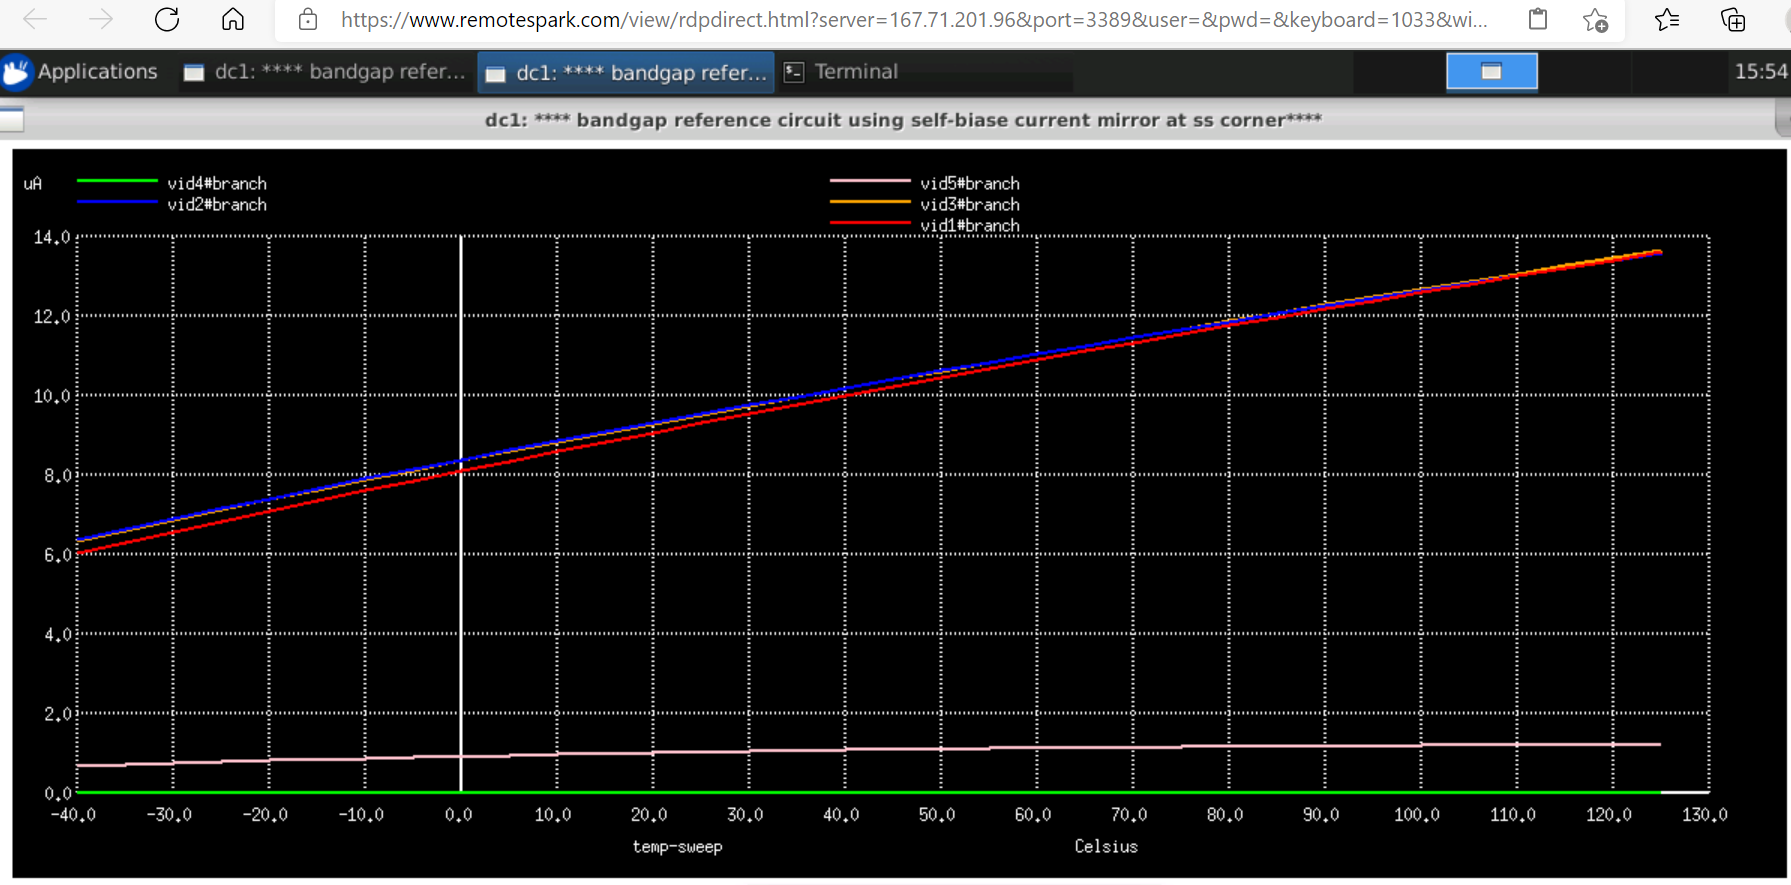 https://www.remotespark.com/view/rdpdirect.html?server=167.71.201.96&port=3389&user=&pwd=&keyboard=1033&wi...
Applications dc1: **** bandgap refer... dc1: **** bandgap refer... Terminal 15:54
dc1: **** bandgap reference circuit using self-biase current mirror at ss corner****
uA vid4#branch vid5#branch
vid2#branch vid3#branch
vid1#branch
14.0
12.0
10.0
8.0
6.0
4.0
2.0
0.0
-40.0 -30.0 -20.0 -10.0 0.0 10.0 20.0 30.0 40.0 50.0 60.0 70.0 80.0 90.0 100.0 110.0 120.0 130.0
temp-sweep Celsius